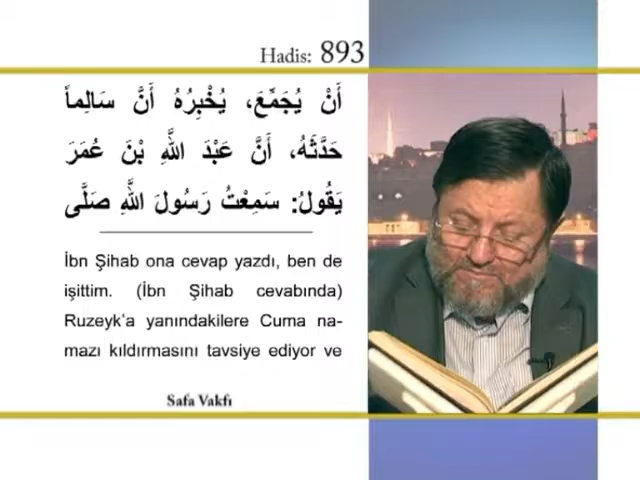 Hadis: 893
أَنْ يُجَمِّعَ، يُخْبِرُهُ أَنَّ سَالِماً
حَدَّثَهُ، أَنَّ عَبْدَ اللَّهِ بْنَ عُمَرَ
يَقُولُ: سَمِعْتُ رَسُولَ اللَّهِ صَلَّى
İbn Şihab ona cevap yazdı, ben de
işittim. (İbn Şihab cevabında)
Ruzeyk'a yanındakilere Cuma na-
mazı kıldırmasını tavsiye ediyor ve
Safa Vakfı